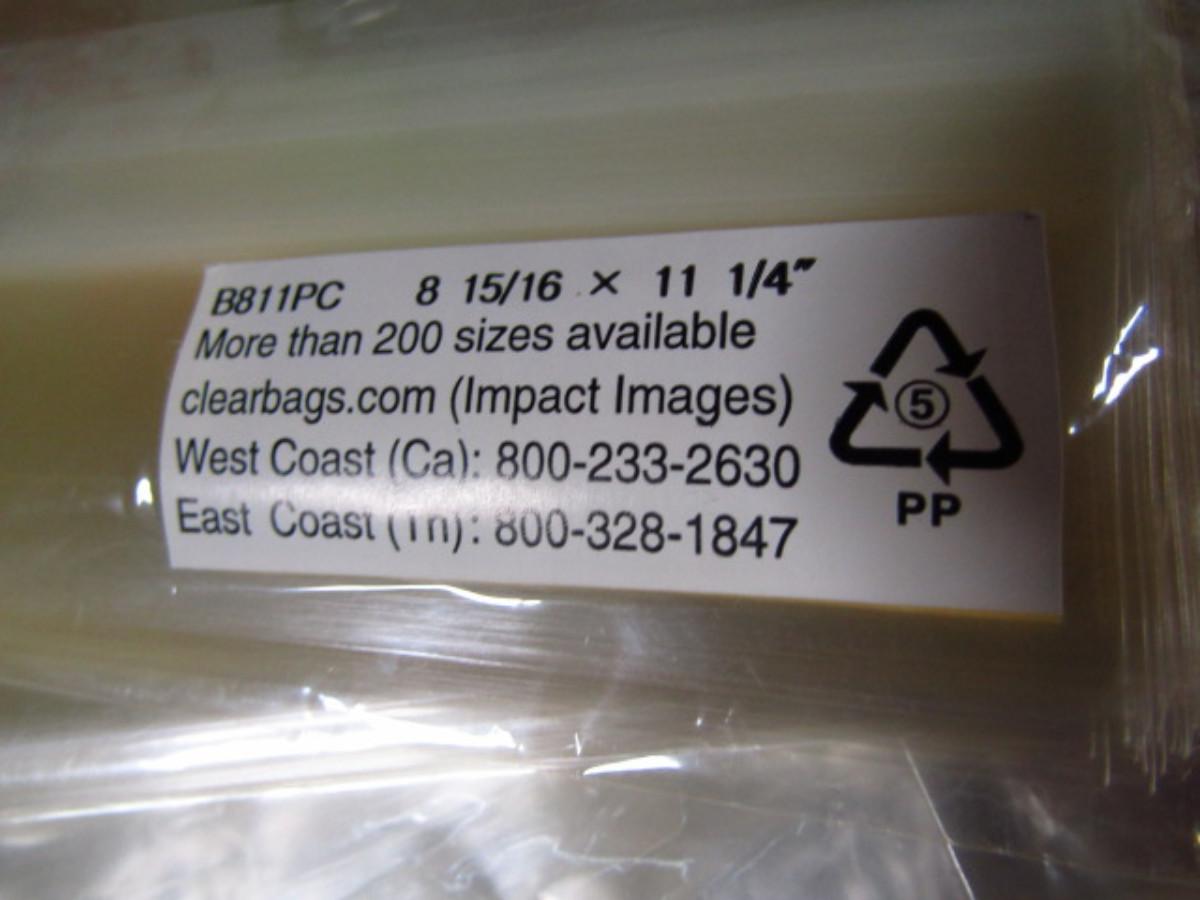 B811PC 8 15/16 × 11 1/4"
More than 200 sizes available
clearbags.com (Impact Images)
West Coast (Ca): 800-233-2630
East Coast (Tn): 800-328-1847
5
PP